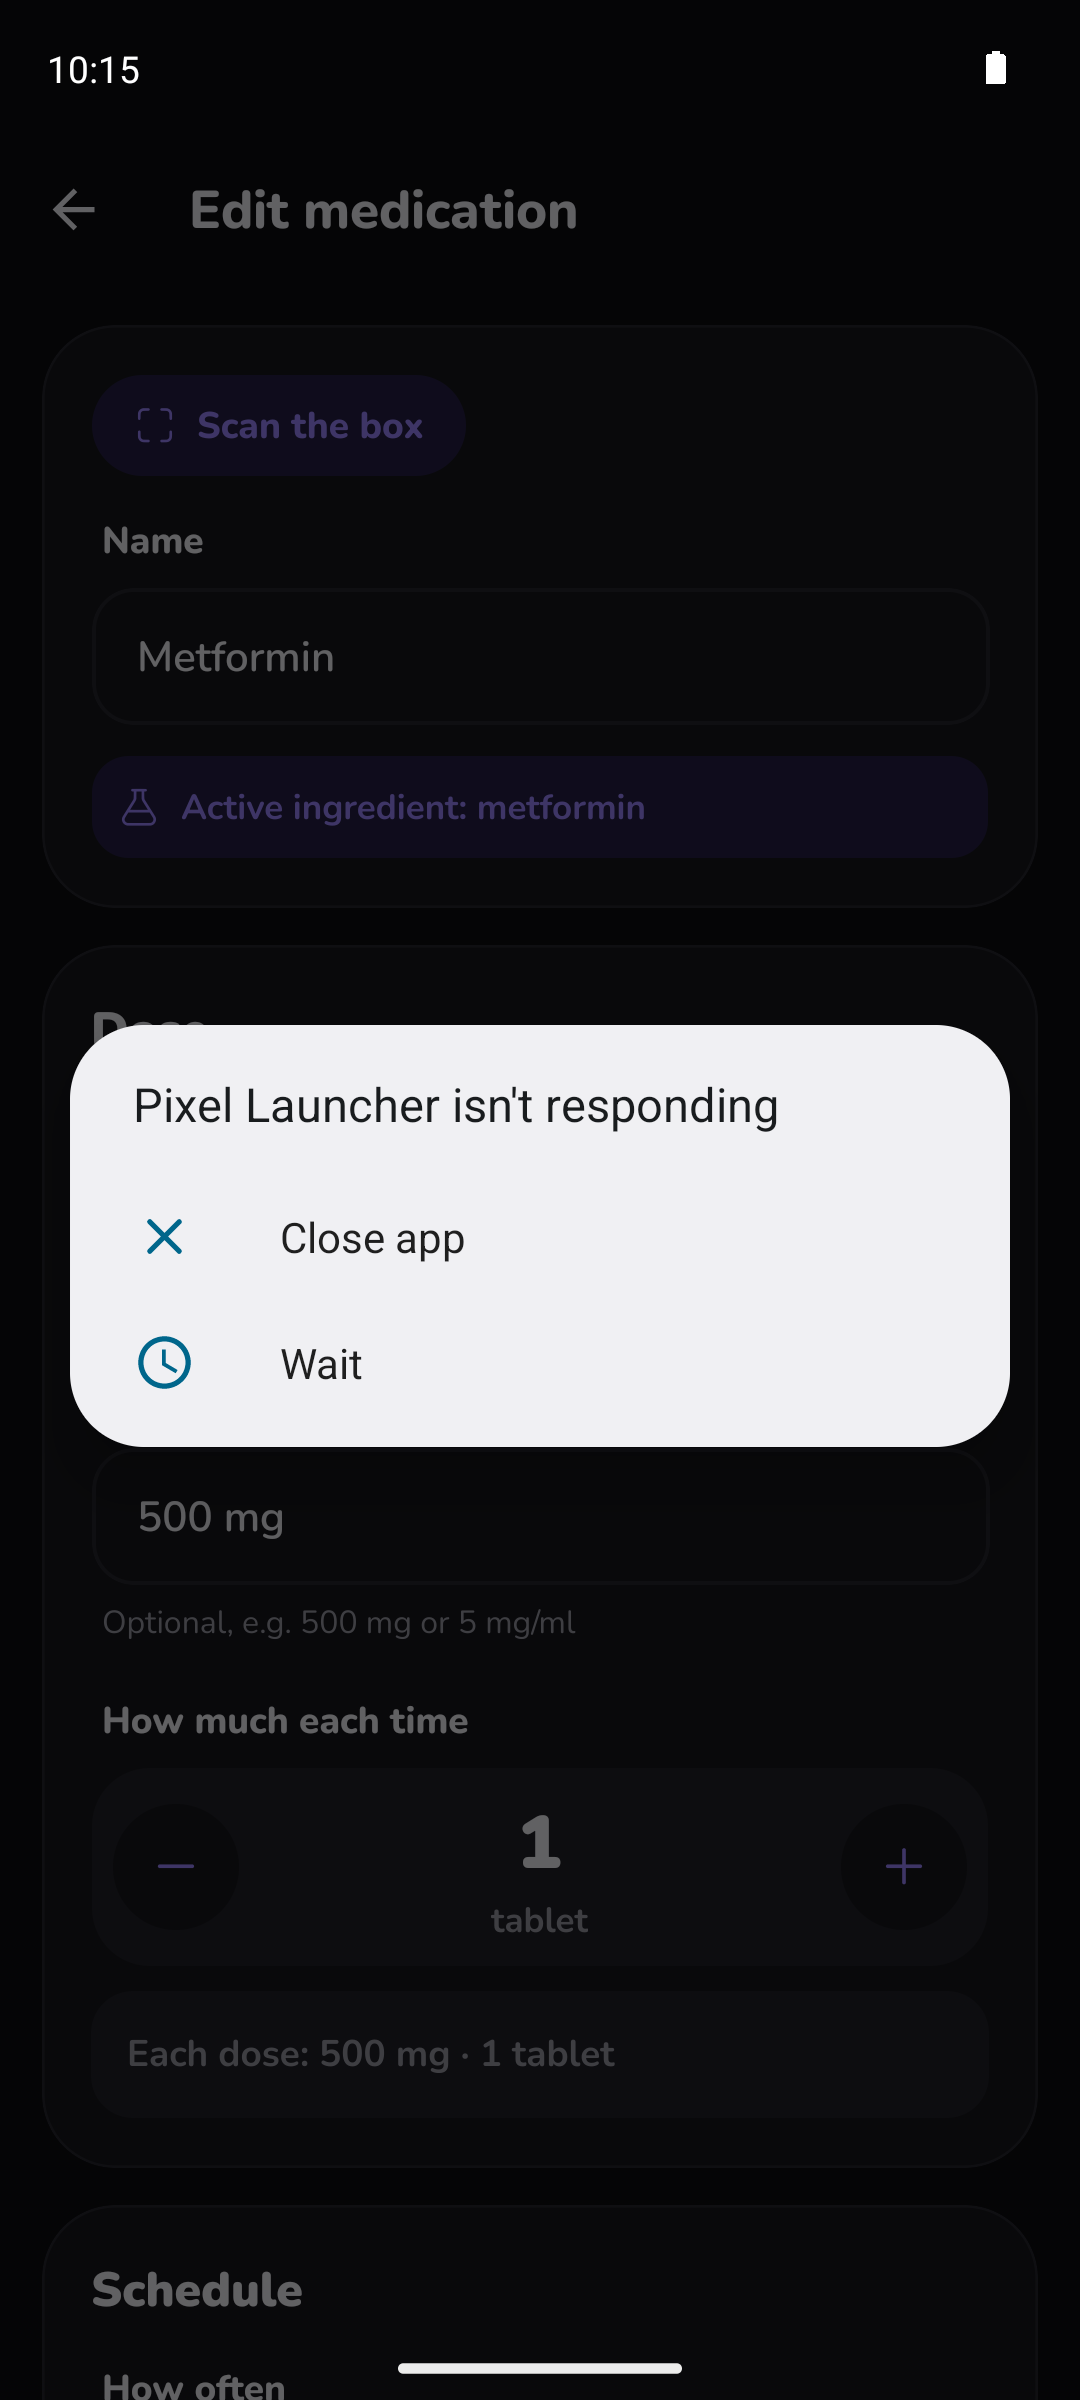 10:15
Edit medication
Scan the box
Name
Metformin
Active ingredient: metformin
Pixel Launcher isn't responding
Close app
Wait
500 mg
Optional, e.g. 500 mg or 5 mg/ml
How much each time
1
tablet
Each dose: 500 mg · 1 tablet
Schedule
How often